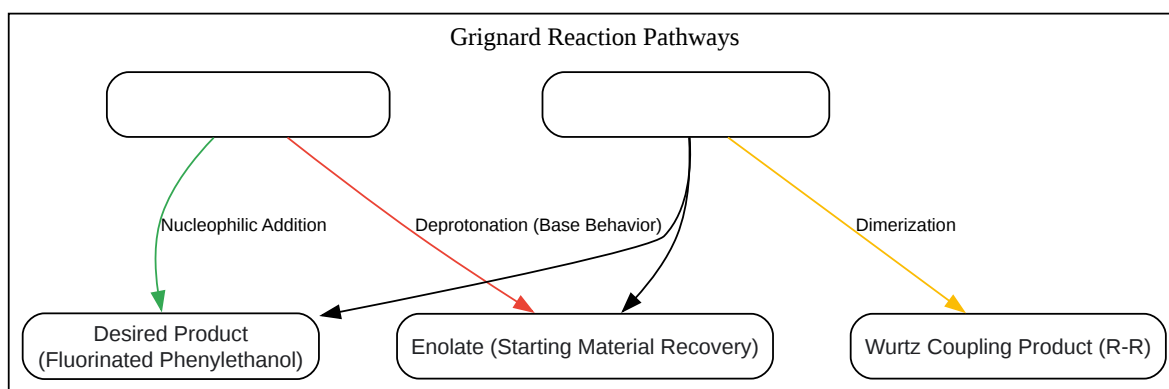 Grignard Reaction Pathways
Nucleophilic Addition
Deprotonation (Base Behavior)
Dimerization
Desired Product
(Fluorinated Phenylethanol)
Enolate (Starting Material Recovery)
Wurtz Coupling Product (R-R)